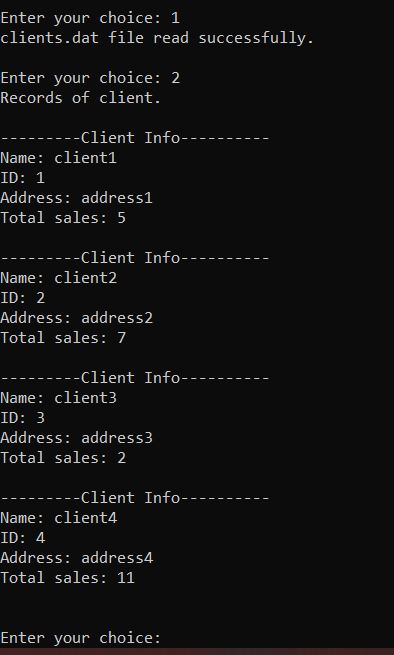 Enter your choice: 1
clients.dat file read successfully.
Enter your choice: 2
Records of client.
---------Client Info----------
Name: client1
ID: 1
Address: address1
Total sales: 5
---------Client Info----------
Name: client2
ID: 2
Address: address2
Total sales: 7
---------Client Info----------
Name: client3
ID: 3
Address: address3
Total sales: 2
---------Client Info----------
Name: client4
ID: 4
Address: address4
Total sales: 11
Enter your choice: